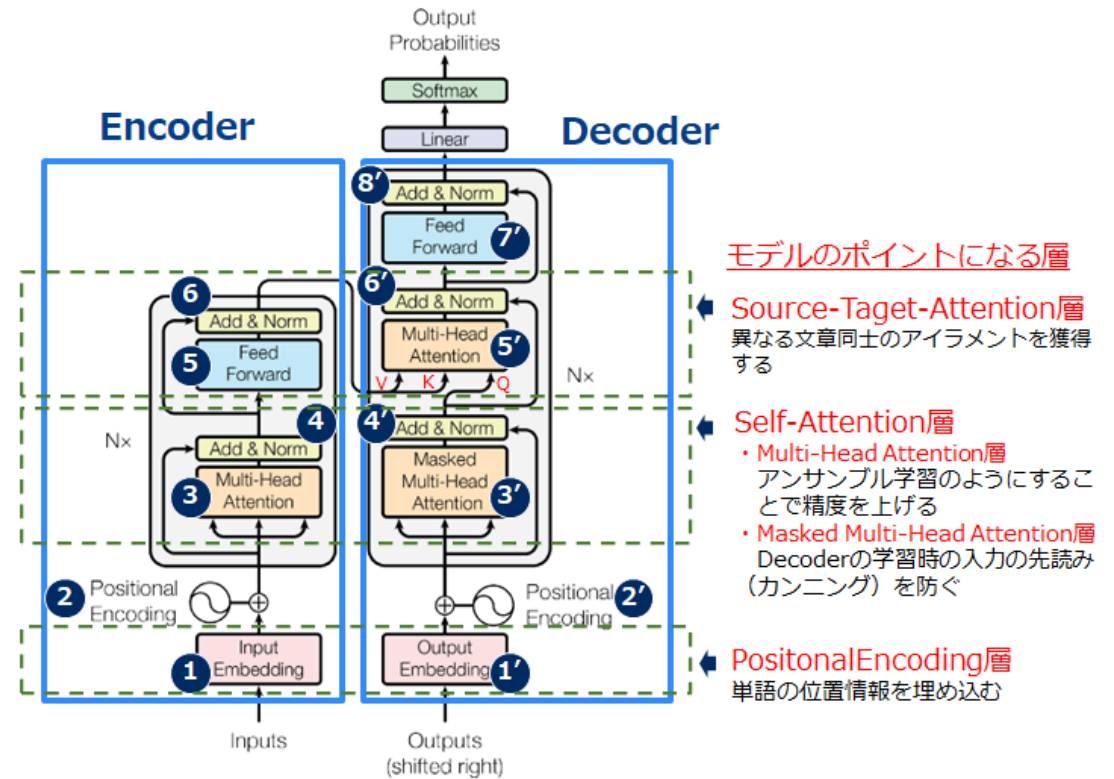 Output
Probabilities
Softmax
Linear
Encoder
Decoder
8’
Add & Norm
Feed
Forward
7’
6’
Add & Norm
Multi-Head
Attention
5’
V
K
Q
Nx
4’
Add & Norm
Masked
Multi-Head
Attention
3’
6
Add & Norm
5
Feed
Forward
Nx
4
Add & Norm
3
Multi-Head
Attention
2
Positional
Encoding
Positional
Encoding
2’
1
Input
Embedding
Output
Embedding
1’
Inputs
Outputs
(shifted right)
モデルのポイントになる層
Source-Taget-Attention層
異なる文章同士のアイラメントを獲得
する
Self-Attention層
・Multi-Head Attention層
アンサンブル学習のようにするこ
とで精度を上げる
・Masked Multi-Head Attention層
Decoderの学習時の入力の先読み
（カンニング）を防ぐ
PositonalEncoding層
単語の位置情報を埋め込む